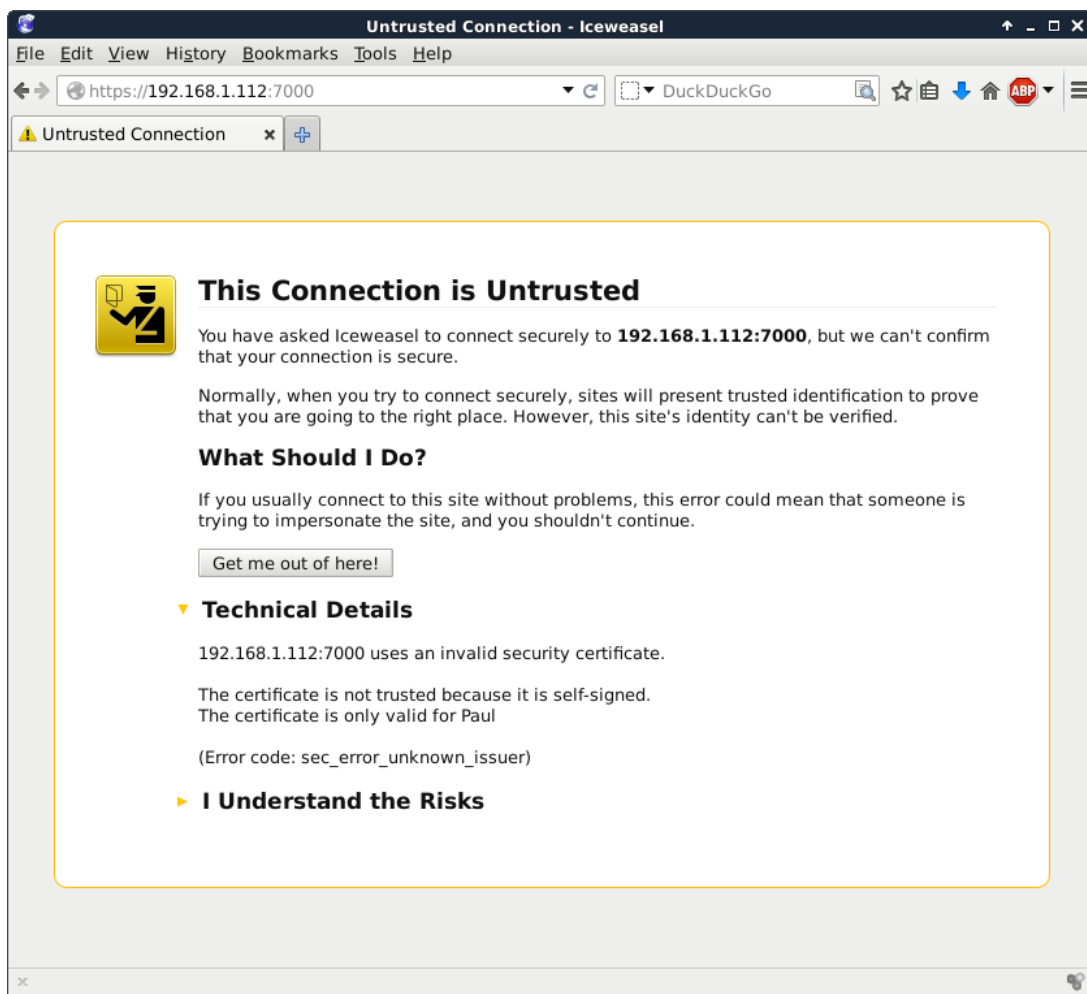 Untrusted Connection - Iceweasel
File Edit View History Bookmarks Tools Help
https://192.168.1.112:7000 DuckDuckGo ABP
Untrusted Connection
This Connection is Untrusted
You have asked Iceweasel to connect securely to 192.168.1.112:7000, but we can't confirm
that your connection is secure.
Normally, when you try to connect securely, sites will present trusted identification to prove
that you are going to the right place. However, this site's identity can't be verified.
What Should I Do?
If you usually connect to this site without problems, this error could mean that someone is
trying to impersonate the site, and you shouldn't continue.
Get me out of here!
Technical Details
192.168.1.112:7000 uses an invalid security certificate.
The certificate is not trusted because it is self-signed.
The certificate is only valid for Paul
(Error code: sec_error_unknown_issuer)
I Understand the Risks